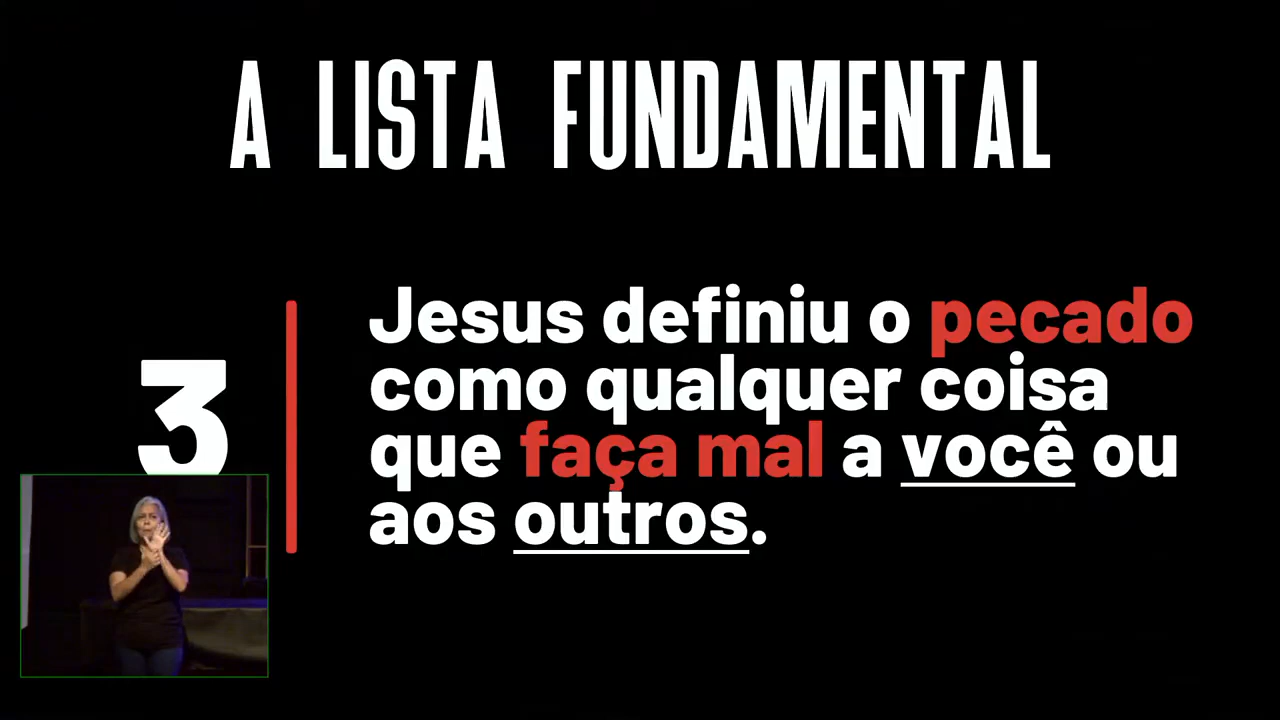 A LISTA FUNDAMENTAL
3
Jesus definiu o pecado
como qualquer coisa
que faça mal a você ou
aos outros.